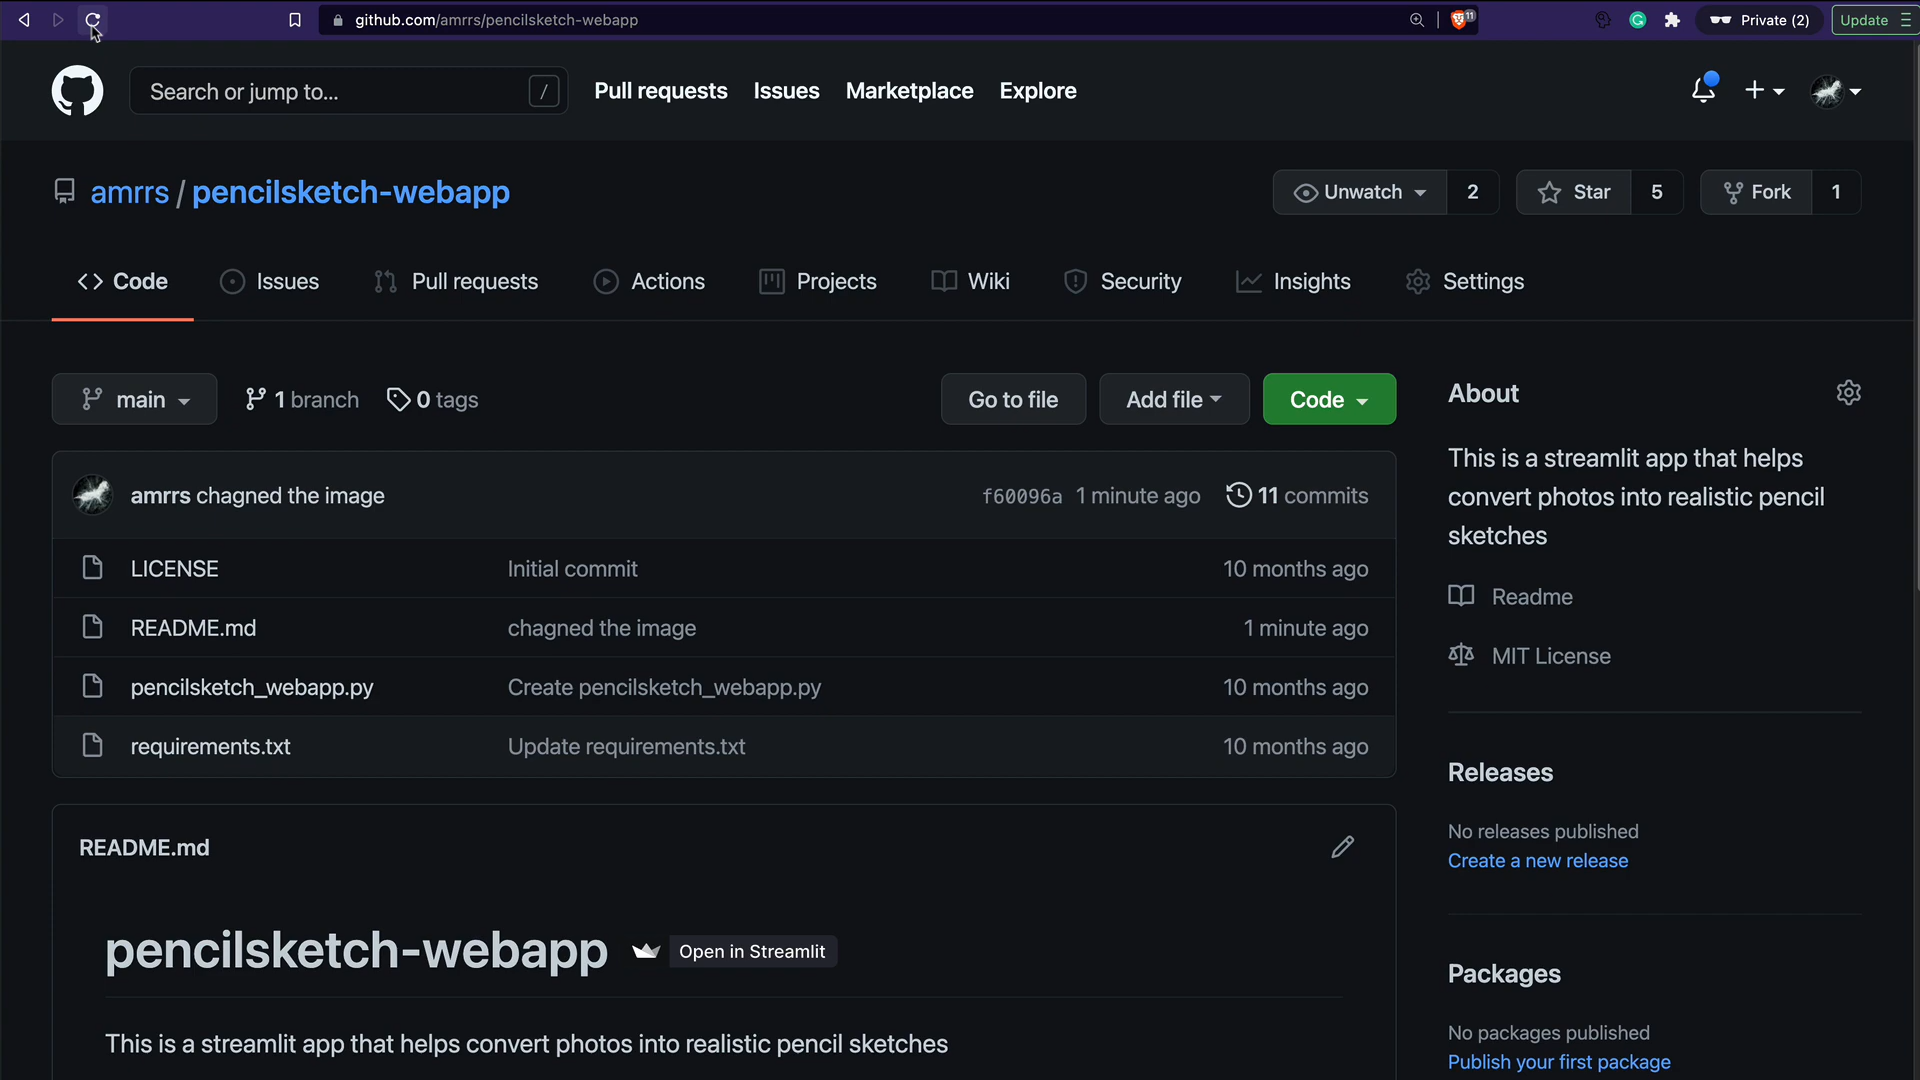 github.com/amrrs/pencilsketch-webapp
11
Private (2)
Update
Search or jump to...
/
Pull requests
Issues
Marketplace
Explore
amrrs / pencilsketch-webapp
Unwatch 2
Star 5
Fork 1
Code
Issues
Pull requests
Actions
Projects
Wiki
Security
Insights
Settings
main
1 branch
0 tags
Go to file
Add file
Code
amrrs chagned the image f60096a 1 minute ago 11 commits
LICENSE Initial commit 10 months ago
README.md chagned the image 1 minute ago
pencilsketch_webapp.py Create pencilsketch_webapp.py 10 months ago
requirements.txt Update requirements.txt 10 months ago
README.md
pencilsketch-webapp Open in Streamlit
This is a streamlit app that helps convert photos into realistic pencil sketches
About
This is a streamlit app that helps
convert photos into realistic pencil
sketches
Readme
MIT License
Releases
No releases published
Create a new release
Packages
No packages published
Publish your first package